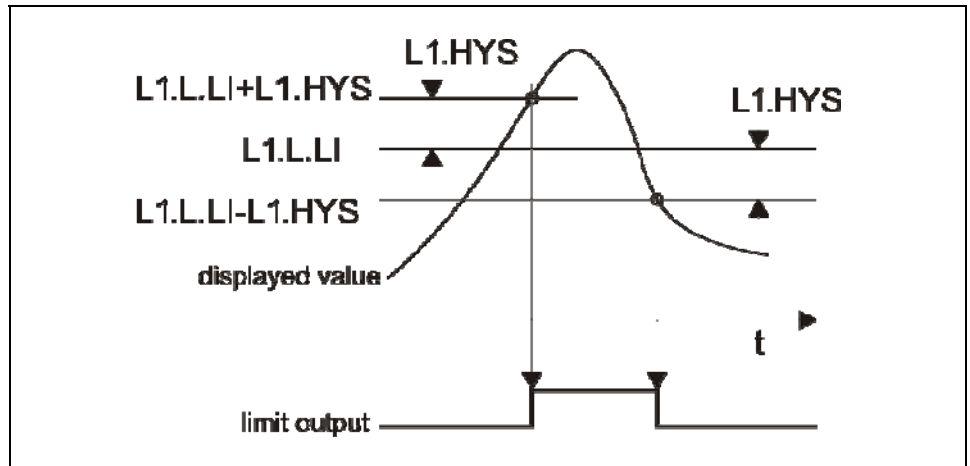 L1.HYS
L1.L.LI+L1.HYS
L1.HYS
L1.L.LI
L1.L.LI-L1.HYS
displayed value
t
limit output